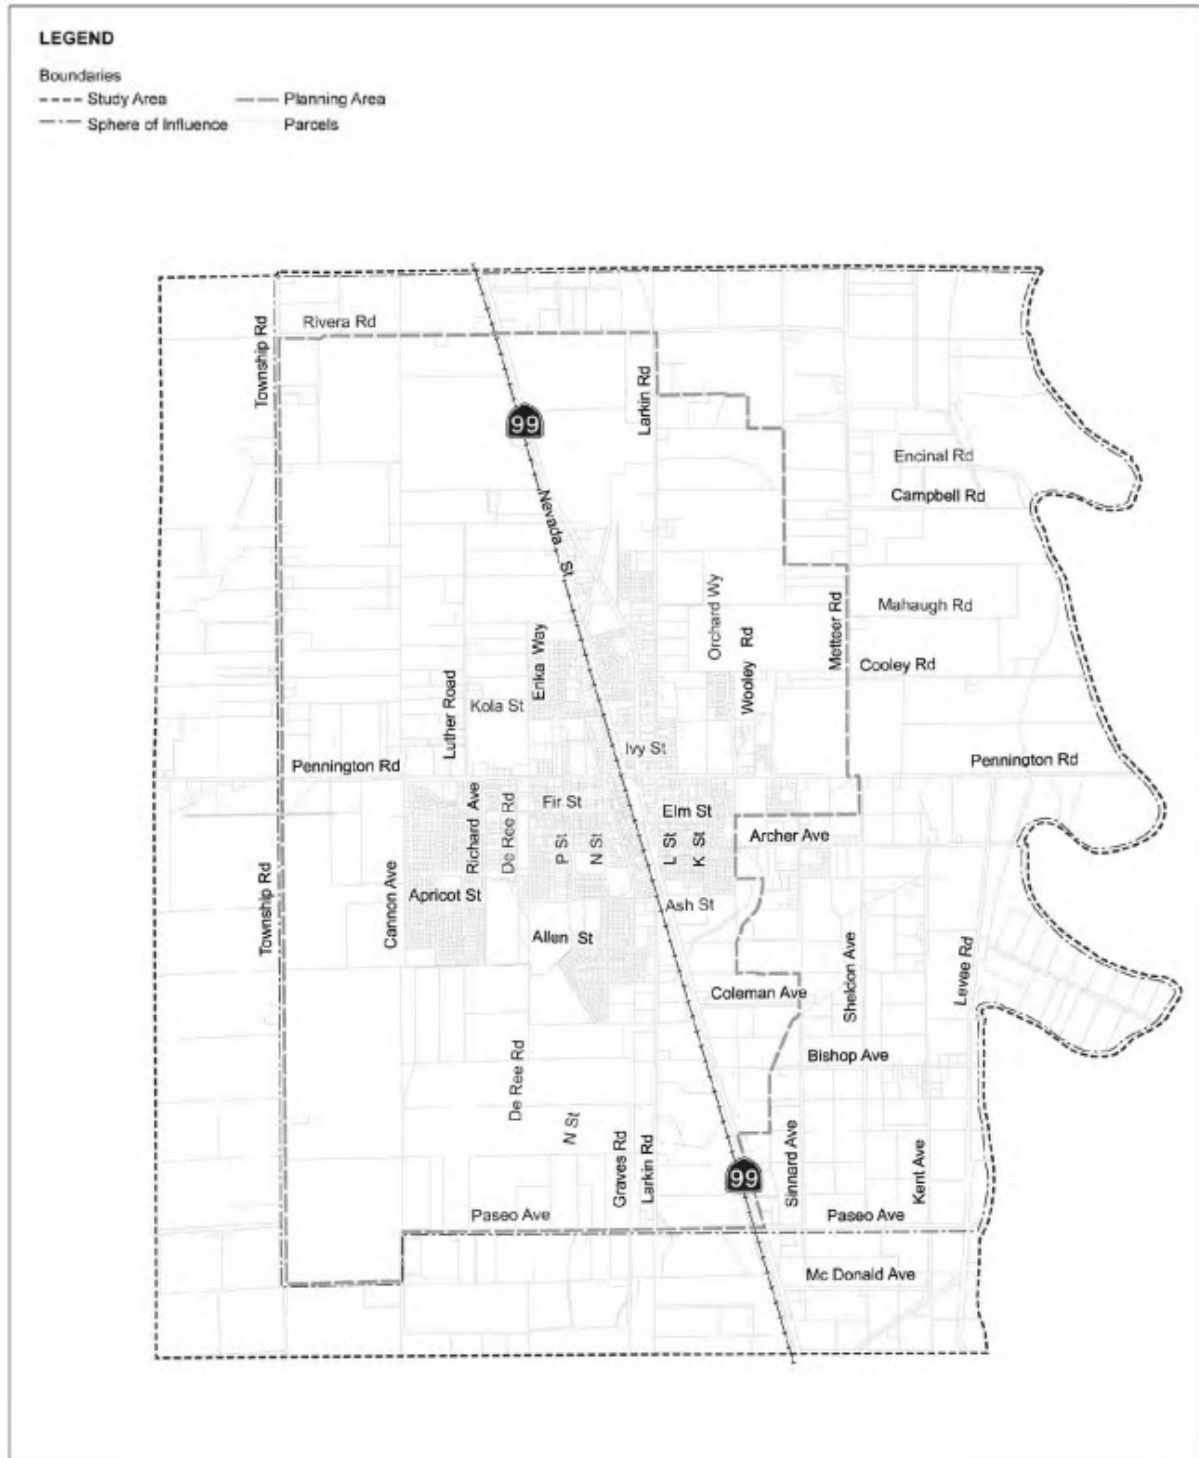 LEGEND
Boundaries
Study Area
Planning Area
Sphere of Influence
Parcels
Rivera Rd
Township Rd
Larkin Rd
99
Encinal Rd
Campbell Rd
Nevada St
Orchard Wy
Mahaugh Rd
Metteer Rd
Erika Way
Wooley Rd
Cooley Rd
Luther Road
Kola St
Ivy St
Pennington Rd
Pennington Rd
Richard Ave
De Ree Rd
Fir St
Elm St
P St
N St
L St
K St
Archer Ave
Township Rd
Cannon Ave
Apricot St
Ash St
Allen St
Sheldon Ave
Levee Rd
Coleman Ave
Bishop Ave
De Ree Rd
N St
Graves Rd
Larkin Rd
99
Sinnard Ave
Kent Ave
Paseo Ave
Paseo Ave
Mc Donald Ave